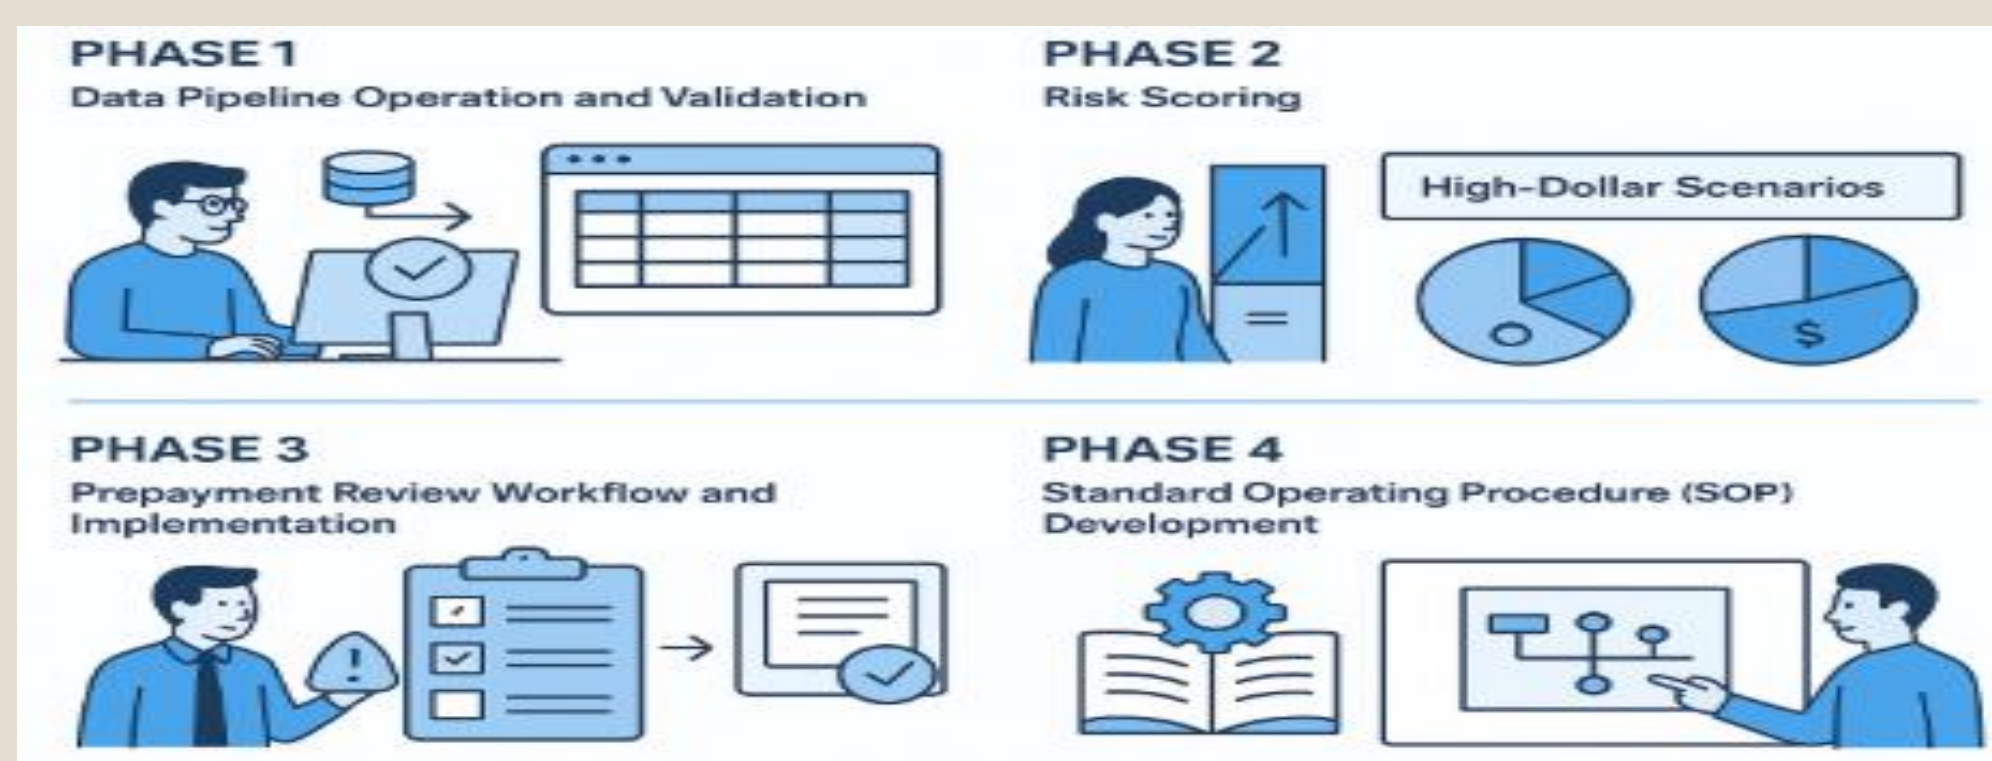 PHASE 1
Data Pipeline Operation and Validation
PHASE 2
Risk Scoring
High-Dollar Scenarios
$
PHASE 3
Prepayment Review Workflow and
Implementation
!
PHASE 4
Standard Operating Procedure (SOP)
Development